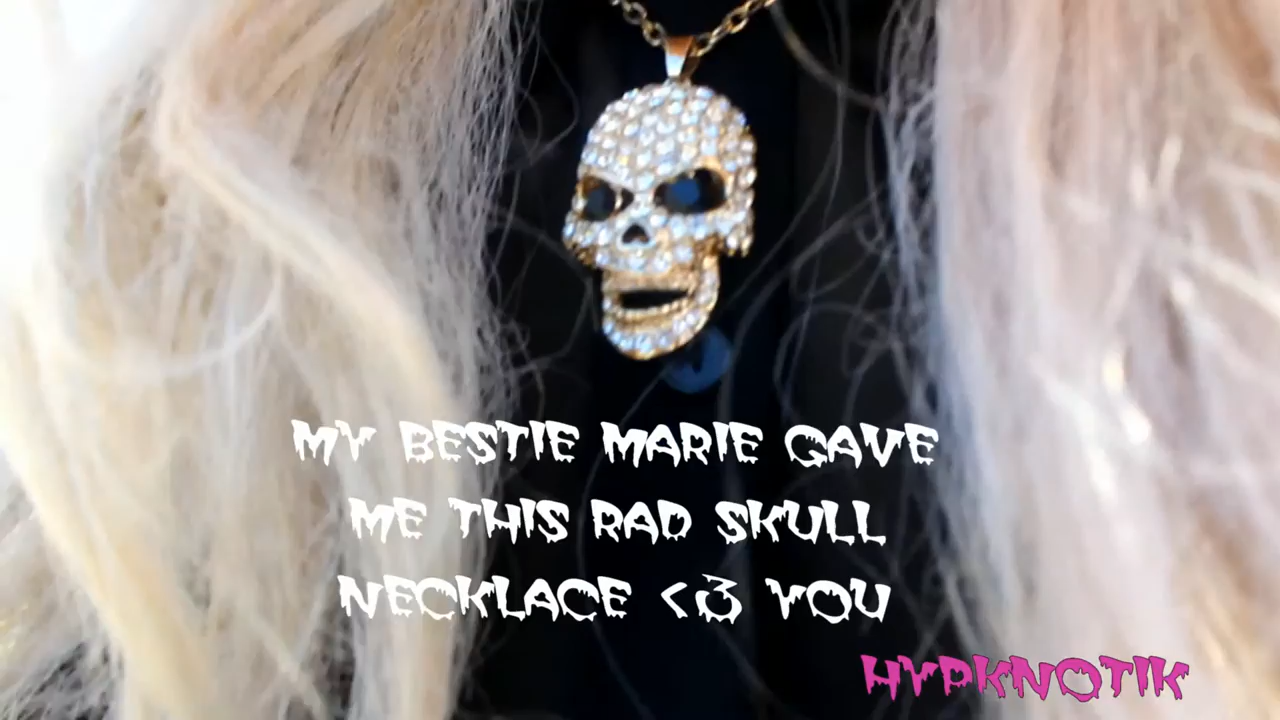 MY BESTIE MARIE GAVE
ME THIS RAD SKULL
NECKLACE <3 YOU
HYPKNOTIK